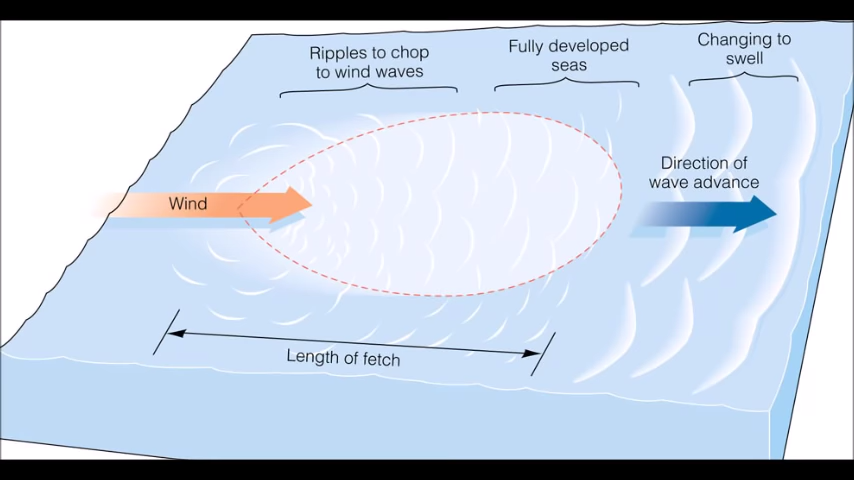 Ripples to chop
to wind waves
Fully developed
seas
Changing to
swell
Wind
Direction of
wave advance
Length of fetch